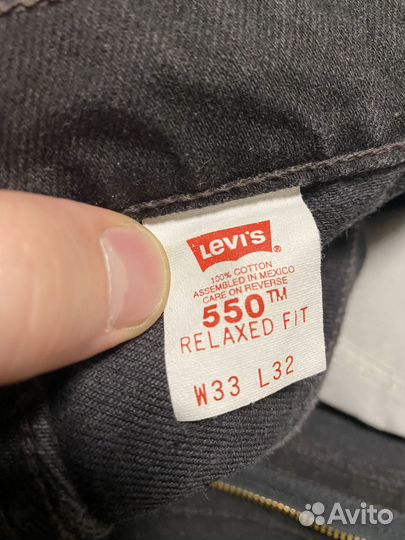 LEVI'S ®
100% COTTON
ASSEMBLED IN MEXICO
CARE ON REVERSE
550™
RELAXED FIT
W33 L32
Avito